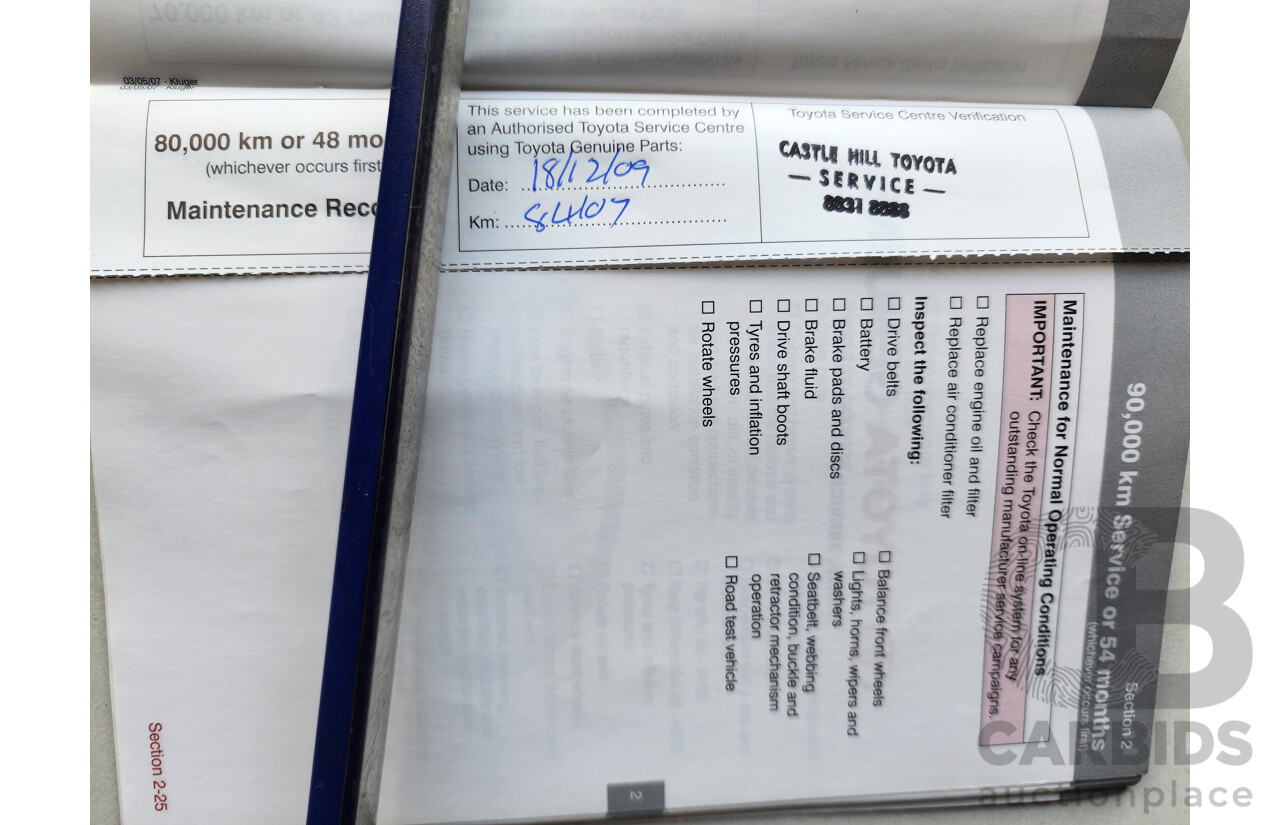 03/05/07 - Kluger
80,000 km or 48 mo
(whichever occurs first
Maintenance Reco
This service has been completed by
an Authorised Toyota Service Centre
using Toyota Genuine Parts:
Date: 18/12/09
Km: 84107
Toyota Service Centre Verification
CASTLE HILL TOYOTA
— SERVICE —
8831 8888
Section 2
90,000 km Service or 54 months
(whichever occurs first)
Maintenance for Normal Operating Conditions
IMPORTANT: Check the Toyota on-line system for any
outstanding manufacturer service campaigns.
Replace engine oil and filter
Replace air conditioner filter
Inspect the following:
Drive belts
Battery
Brake pads and discs
Brake fluid
Drive shaft boots
Tyres and inflation
pressures
Rotate wheels
Balance front wheels
Lights, horns, wipers and
washers
Seatbelt, webbing
condition, buckle and
retractor mechanism
operation
Road test vehicle
2
Section 2-25
CARBIDS
auctionplace